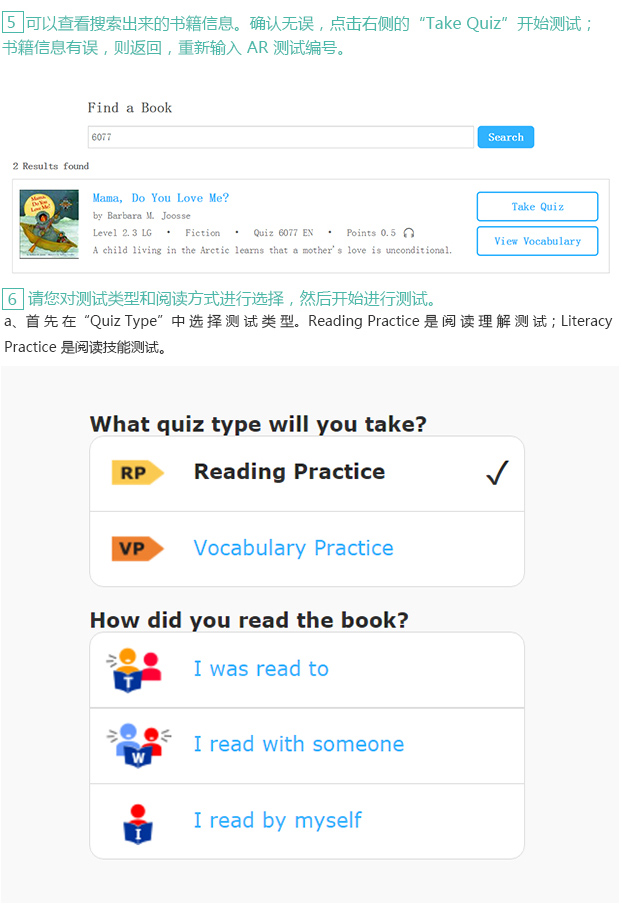 5 可以查看搜索出来的书籍信息。确认无误，点击右侧的“Take Quiz”开始测试；
书籍信息有误，则返回，重新输入 AR 测试编号。
Find a Book
6077
Search
2 Results found
Mama, Do You Love Me?
by Barbara M. Joosse
Level 2.3 LG • Fiction • Quiz 6077 EN • Points 0.5
A child living in the Arctic learns that a mother's love is unconditional.
Take Quiz
View Vocabulary
6 请您对测试类型和阅读方式进行选择，然后开始进行测试。
a、首先在“Quiz Type”中选择测试类型。Reading Practice 是阅读理解测试；Literacy
Practice 是阅读技能测试。
What quiz type will you take?
RP Reading Practice ✓
VP Vocabulary Practice
How did you read the book?
T I was read to
W I read with someone
I I read by myself